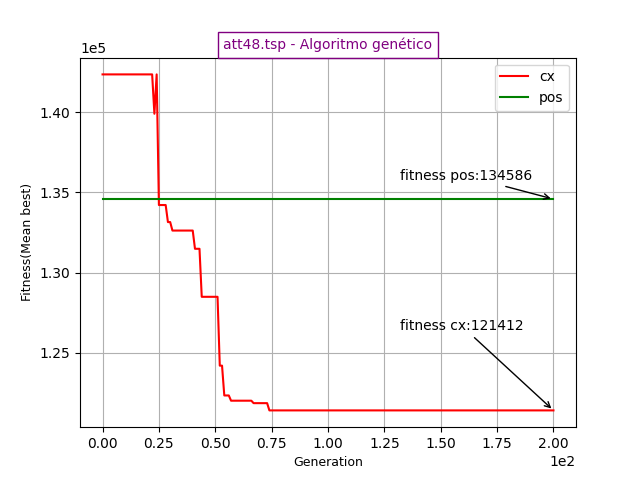 att48.tsp - Algoritmo genético
1e5
cx
pos
1.40
1.35
1.30
1.25
Fitness(Mean best)
fitness pos:134586
fitness cx:121412
0.00 0.25 0.50 0.75 1.00 1.25 1.50 1.75 2.00
Generation
1e2